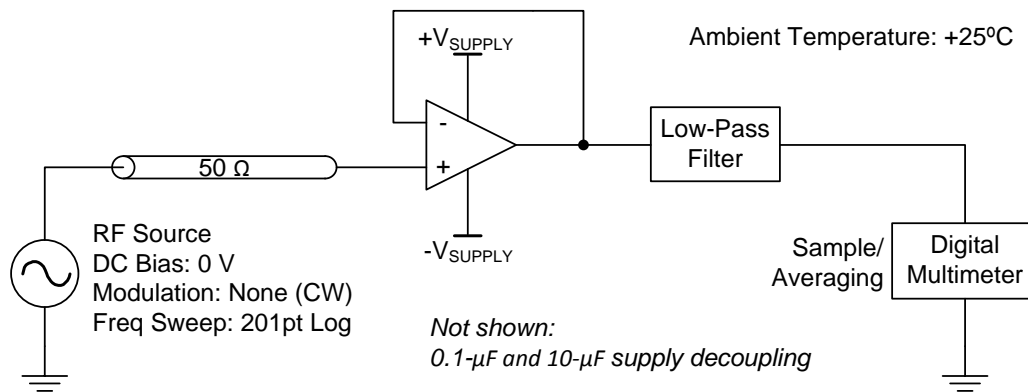 +VSUPPLY
Ambient Temperature: +25ºC
-
+
50 Ω
Low-Pass
Filter
-VSUPPLY
RF Source
DC Bias: 0 V
Modulation: None (CW)
Freq Sweep: 201pt Log
Sample/
Averaging
Digital
Multimeter
Not shown:
0.1-µF and 10-µF supply decoupling